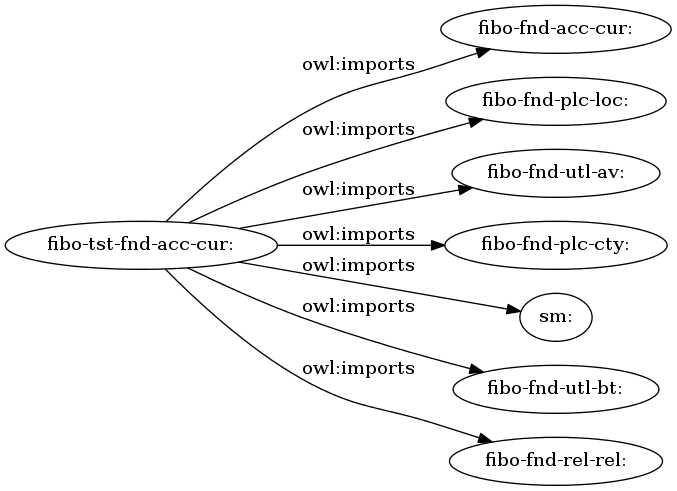 fibo-fnd-acc-cur:
owl:imports
fibo-fnd-plc-loc:
owl:imports
fibo-fnd-utl-av:
owl:imports
fibo-tst-fnd-acc-cur:
owl:imports
fibo-fnd-plc-cty:
owl:imports
sm:
owl:imports
fibo-fnd-utl-bt:
owl:imports
fibo-fnd-rel-rel: